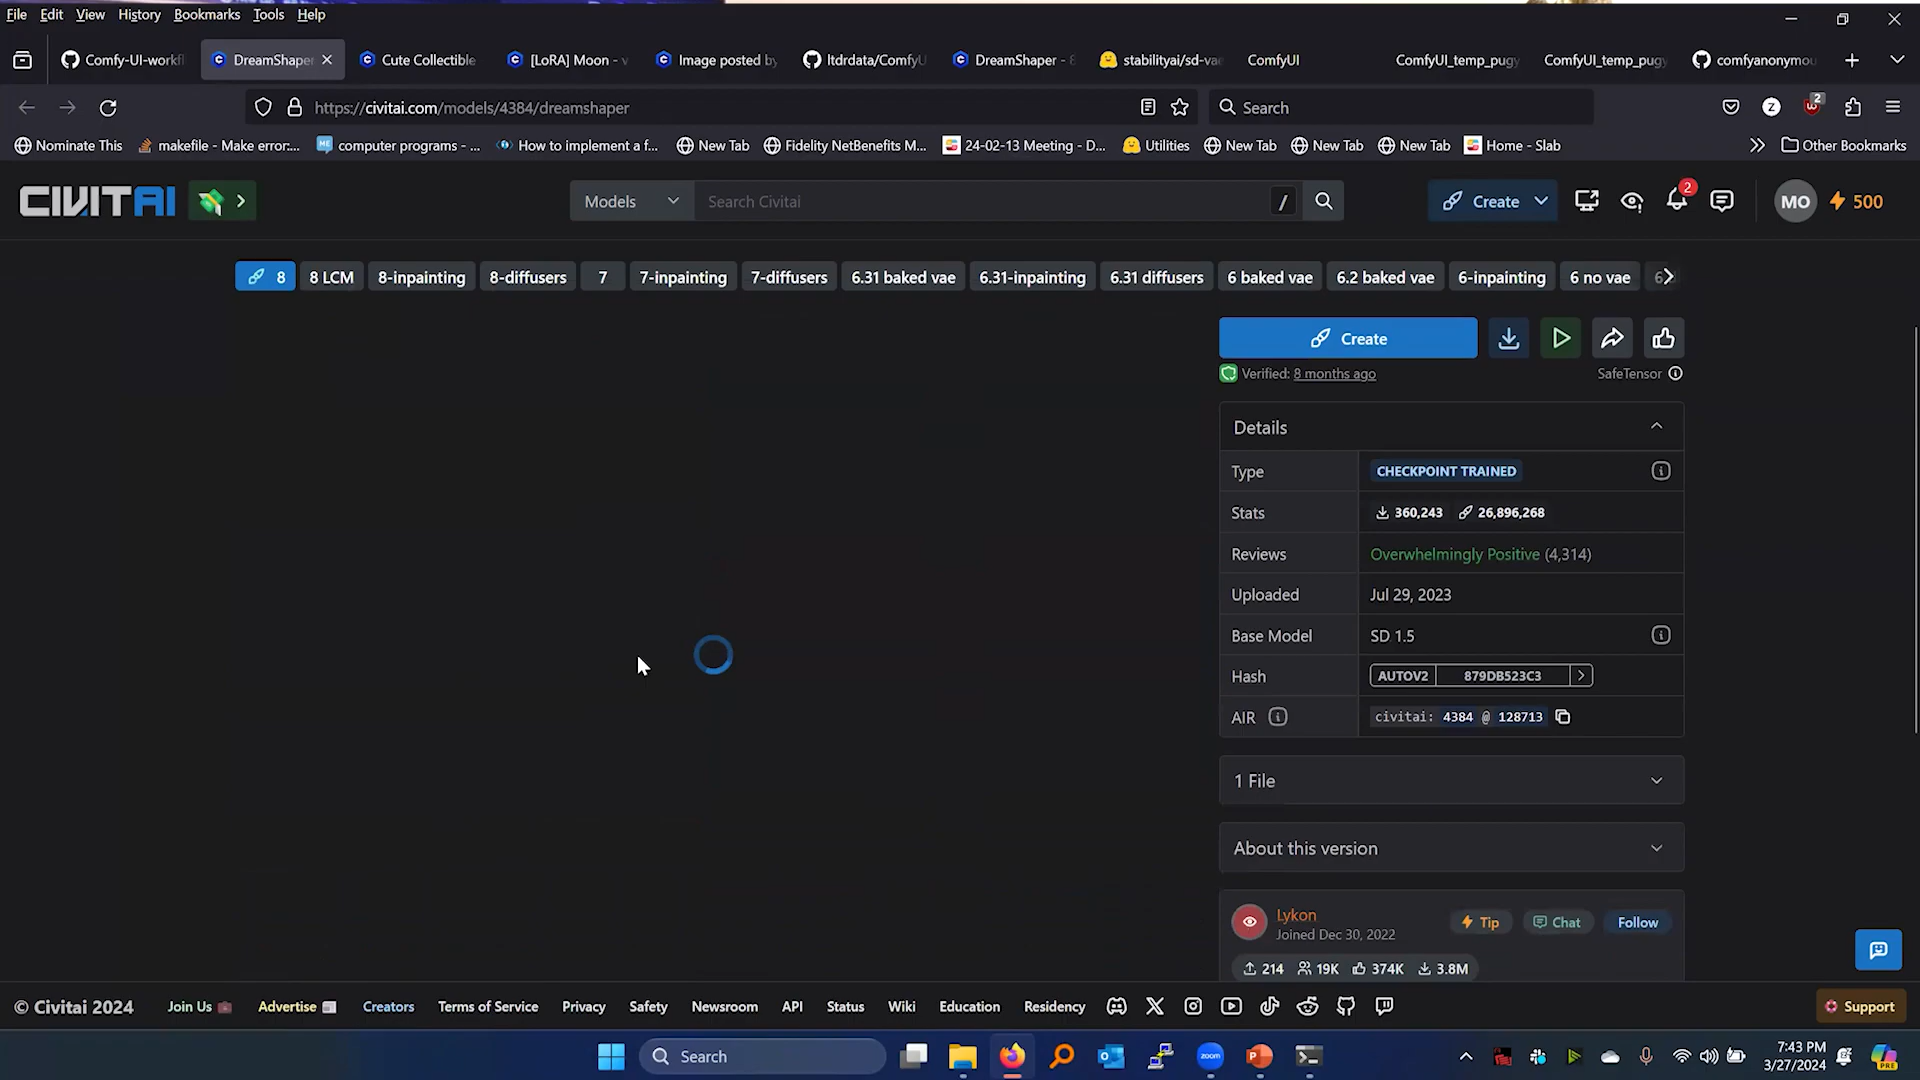 File Edit View History Bookmarks Tools Help
Comfy-UI-workfl DreamShaper Cute Collectible [LoRA] Moon - v Image posted by ltdrdata/ComfyU DreamShaper - 8 stabilityai/sd-vae ComfyUI ComfyUI_temp_pugy ComfyUI_temp_pugy comfyanonymou
https://civitai.com/models/4384/dreamshaper Search Z 2
Nominate This makefile - Make error:... computer programs - ... How to implement a f... New Tab Fidelity NetBenefits M... 24-02-13 Meeting - D... Utilities New Tab New Tab New Tab Home - Slab Other Bookmarks
CIVITAI Models Search Civitai / Create 2 MO 500
8 8 LCM 8-inpainting 8-diffusers 7 7-inpainting 7-diffusers 6.31 baked vae 6.31-inpainting 6.31 diffusers 6 baked vae 6.2 baked vae 6-inpainting 6 no vae 6
Create
Verified: 8 months ago SafeTensor
Details
Type CHECKPOINT TRAINED
Stats 360,243 26,896,268
Reviews Overwhelmingly Positive (4,314)
Uploaded Jul 29, 2023
Base Model SD 1.5
Hash AUTOV2 879DB523C3
AIR civitai: 4384 @ 128713
1 File
About this version
Lykon Tip Chat Follow
Joined Dec 30, 2022
214 19K 374K 3.8M
© Civitai 2024 Join Us Advertise Creators Terms of Service Privacy Safety Newsroom API Status Wiki Education Residency Support
Search zoom 7:43 PM
3/27/2024 PRE